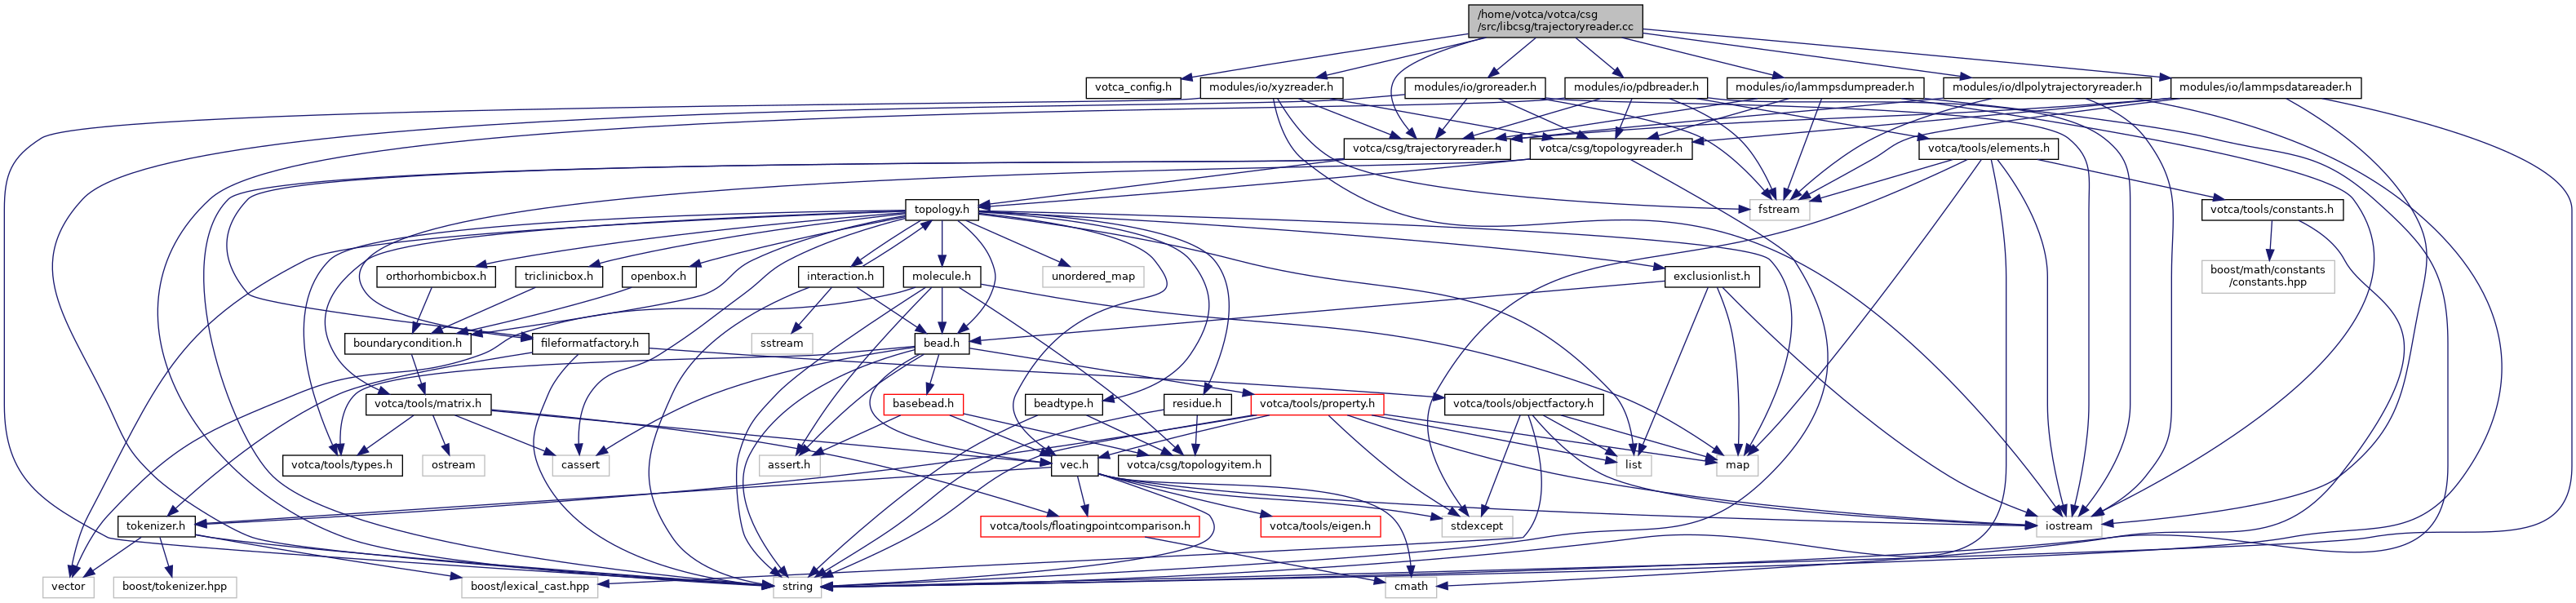 /home/votca/votca/csg
/src/libcsg/trajectoryreader.cc
votca_config.h
modules/io/xyzreader.h
modules/io/groreader.h
modules/io/pdbreader.h
modules/io/lammpsdumpreader.h
modules/io/dlpolytrajectoryreader.h
modules/io/lammpsdatareader.h
votca/csg/trajectoryreader.h
votca/csg/topologyreader.h
votca/tools/elements.h
topology.h
fstream
votca/tools/constants.h
orthorhombicbox.h
triclinicbox.h
openbox.h
interaction.h
molecule.h
unordered_map
exclusionlist.h
boost/math/constants
/constants.hpp
boundarycondition.h
fileformatfactory.h
sstream
bead.h
votca/tools/matrix.h
basebead.h
beadtype.h
residue.h
votca/tools/property.h
votca/tools/objectfactory.h
votca/tools/types.h
ostream
cassert
assert.h
vec.h
votca/csg/topologyitem.h
list
map
tokenizer.h
votca/tools/floatingpointcomparison.h
votca/tools/eigen.h
stdexcept
iostream
vector
boost/tokenizer.hpp
boost/lexical_cast.hpp
string
cmath